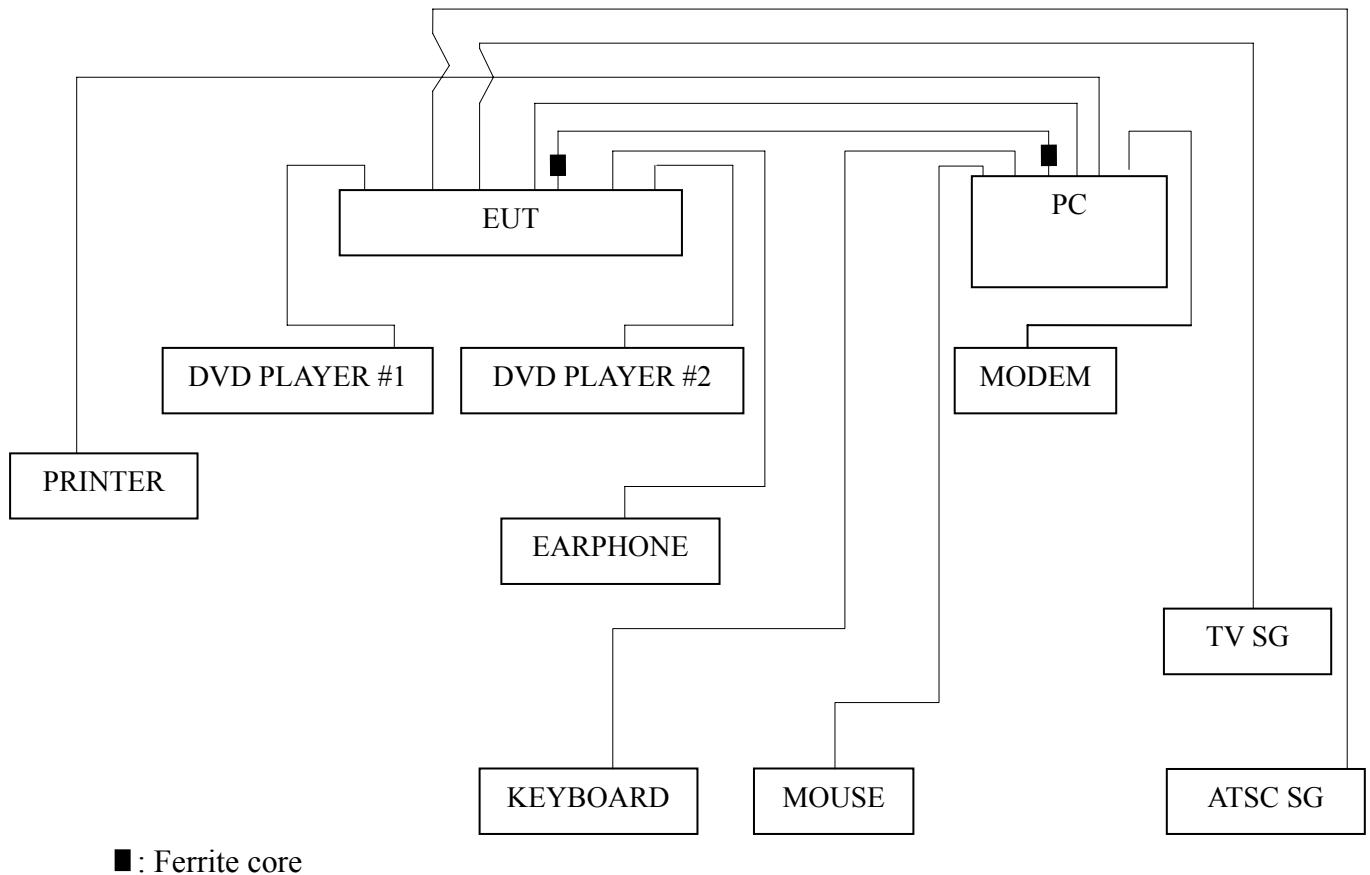 PC
EUT
DVD PLAYER #1
DVD PLAYER #2
MODEM
PRINTER
EARPHONE
TV SG
KEYBOARD
MOUSE
ATSC SG
: Ferrite core